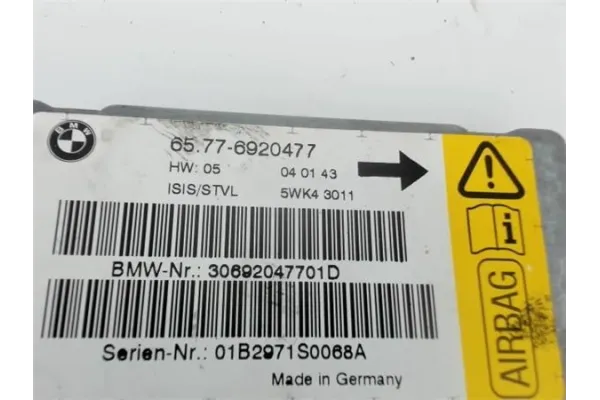 BMW
65.77-6920477
HW: 05 04 01 43
ISIS/STVL 5WK4 3011
BMW-Nr.: 30692047701D
Serien-Nr.: 01B2971S0068A
Made in Germany
i
AIRBAG